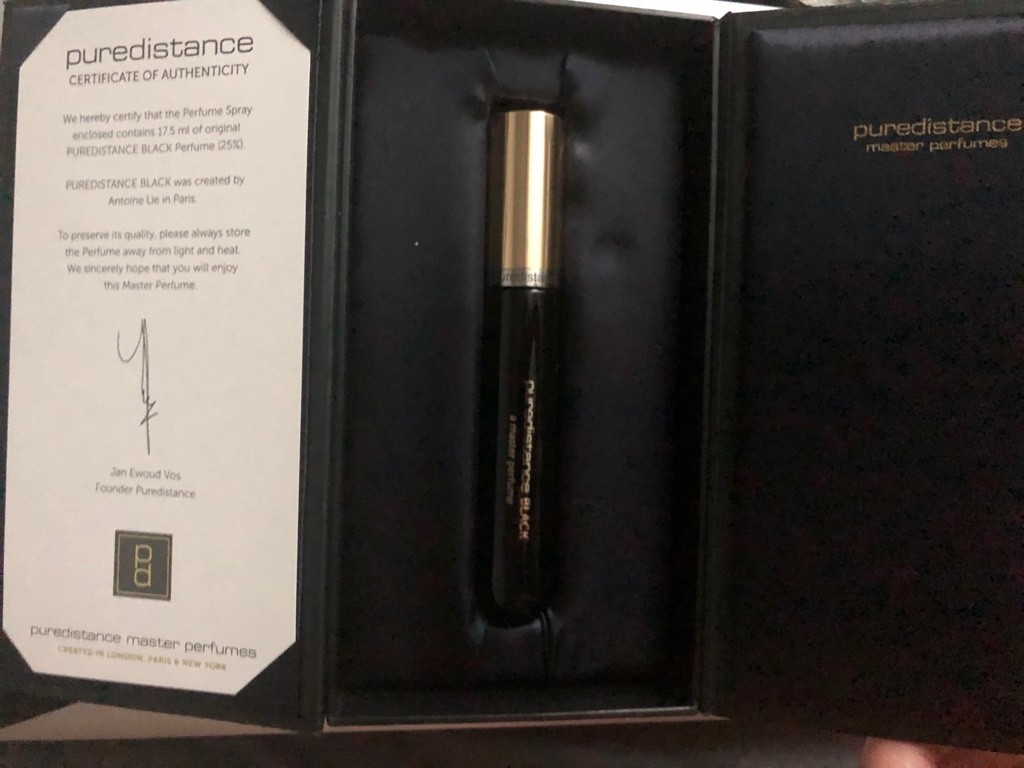 puredistance
CERTIFICATE OF AUTHENTICITY
We hereby certify that the Perfume Spray
enclosed contains 17.5 ml of original
PUREDISTANCE BLACK Perfume (25%).
PUREDISTANCE BLACK was created by
Antoine Lie in Paris.
To preserve its quality, please always store
the Perfume away from light and heat.
We sincerely hope that you will enjoy
this Master Perfume.
Jan Ewoud Vos
Founder Puredistance
pd
puredistance master perfumes
CREATED IN LONDON, PARIS & NEW YORK
uredista
puredistance BLACK
a master perfume
puredistance
master perfumes